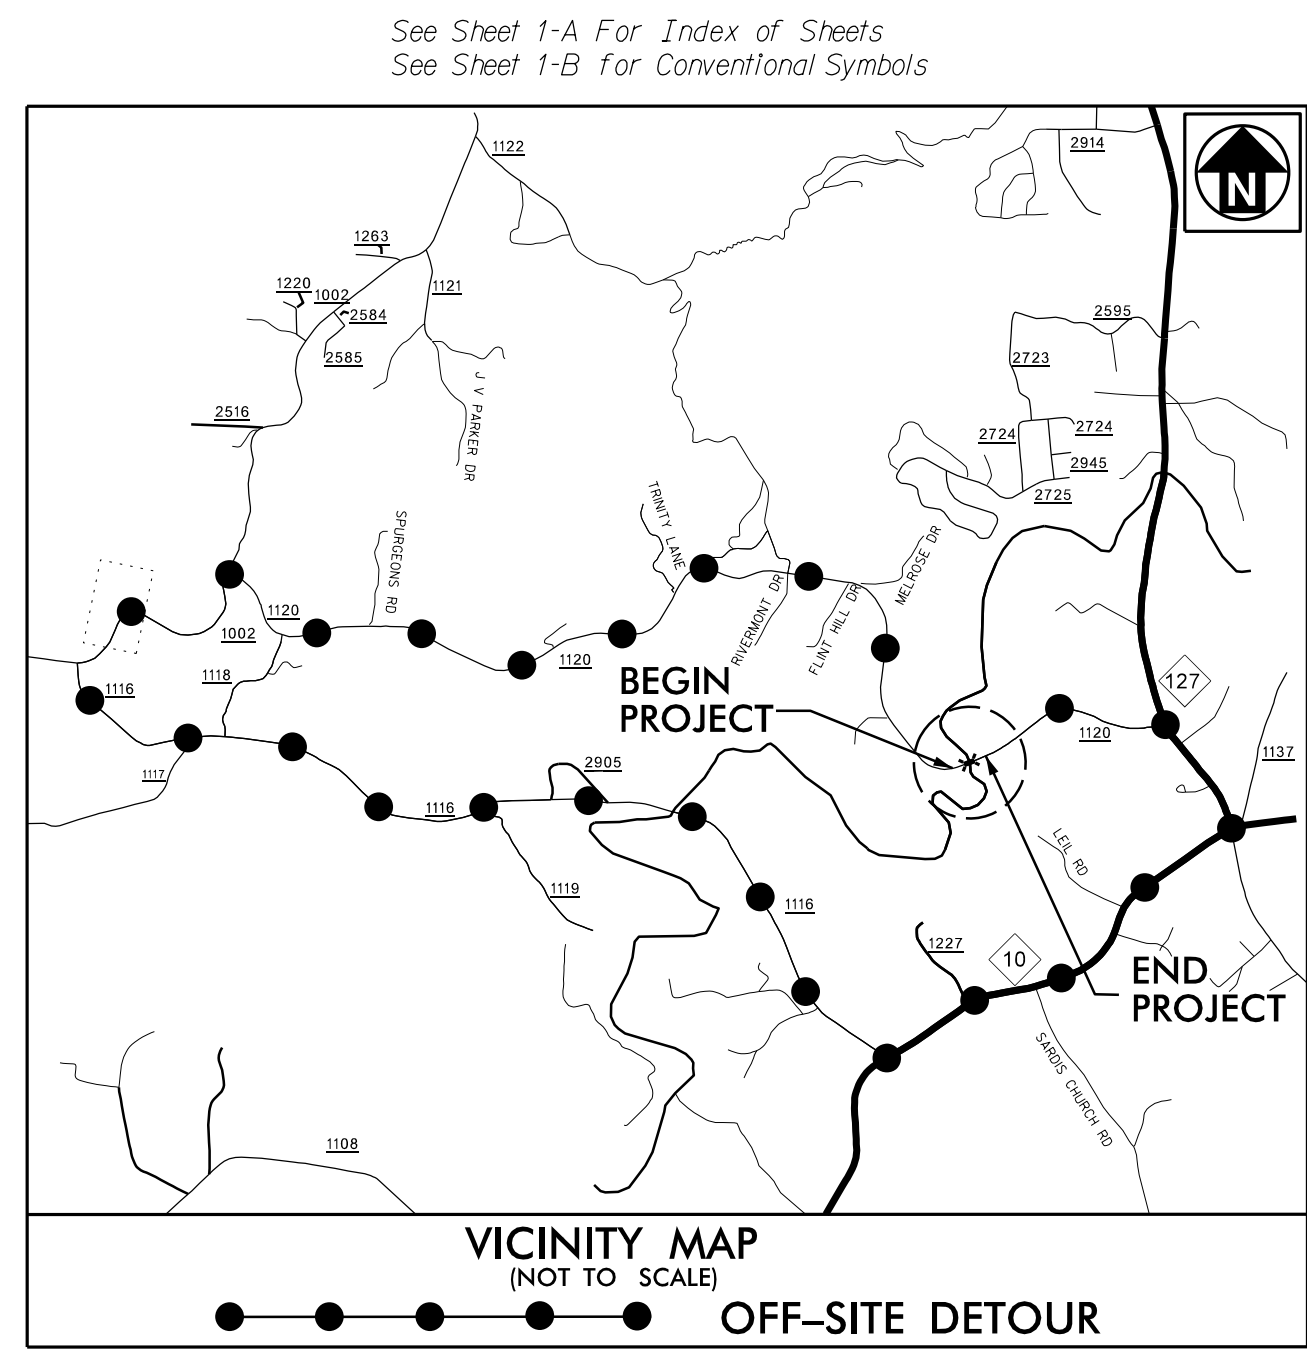 See Sheet 1-A For Index of Sheets
See Sheet 1-B for Conventional Symbols
N
1122
2914
1263
1220
1002
2584
2585
1121
J V PARKER DR
2595
2723
2724
2724
2945
2725
2516
TRINITY LANE
SPURGEONS RD
MELROSE DR
RIVERMONT DR
FLINT HILL DR
1120
1002
1118
1120
1116
BEGIN
PROJECT
127
1120
1137
1117
2905
1116
LEIL RD
1119
1116
1227
10
END
PROJECT
SARDIS CHURCH RD
1108
VICINITY MAP
(NOT TO SCALE)
OFF–SITE DETOUR